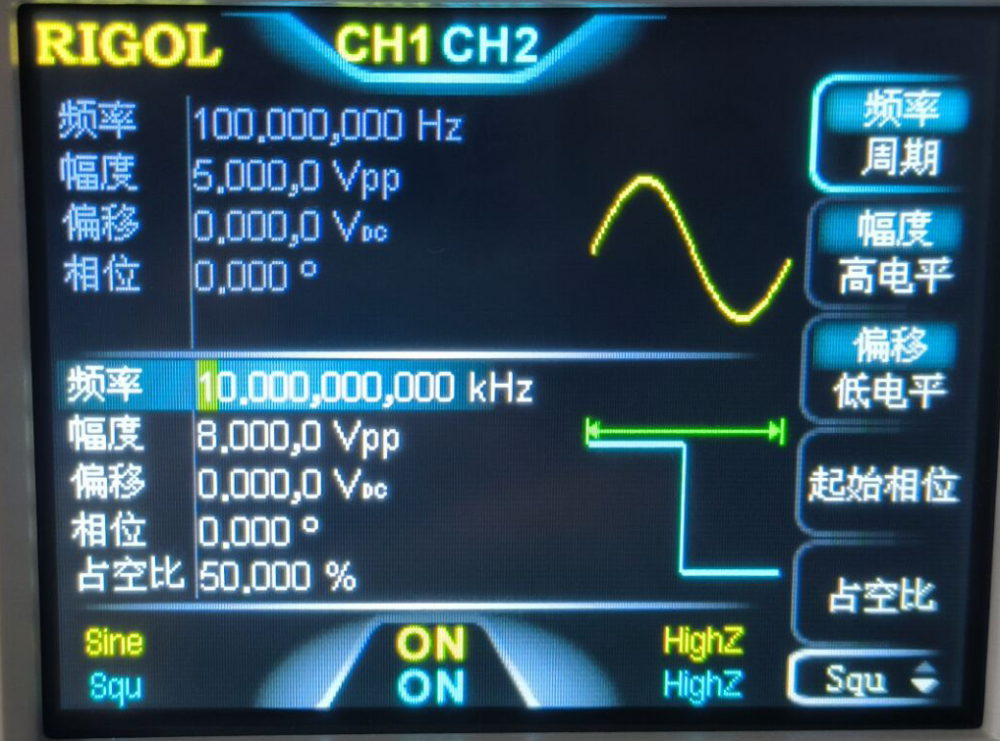 RIGOL CH1 CH2
频率 100.000,000 Hz
幅度 5.000,0 Vpp
偏移 0.000,0 VDC
相位 0.000 °
频率 10.000,000,000 kHz
幅度 8.000,0 Vpp
偏移 0.000,0 VDC
相位 0.000 °
占空比 50.000 %
Sine ON HighZ
Squ ON HighZ
频率
周期
幅度
高电平
偏移
低电平
起始相位
占空比
Squ